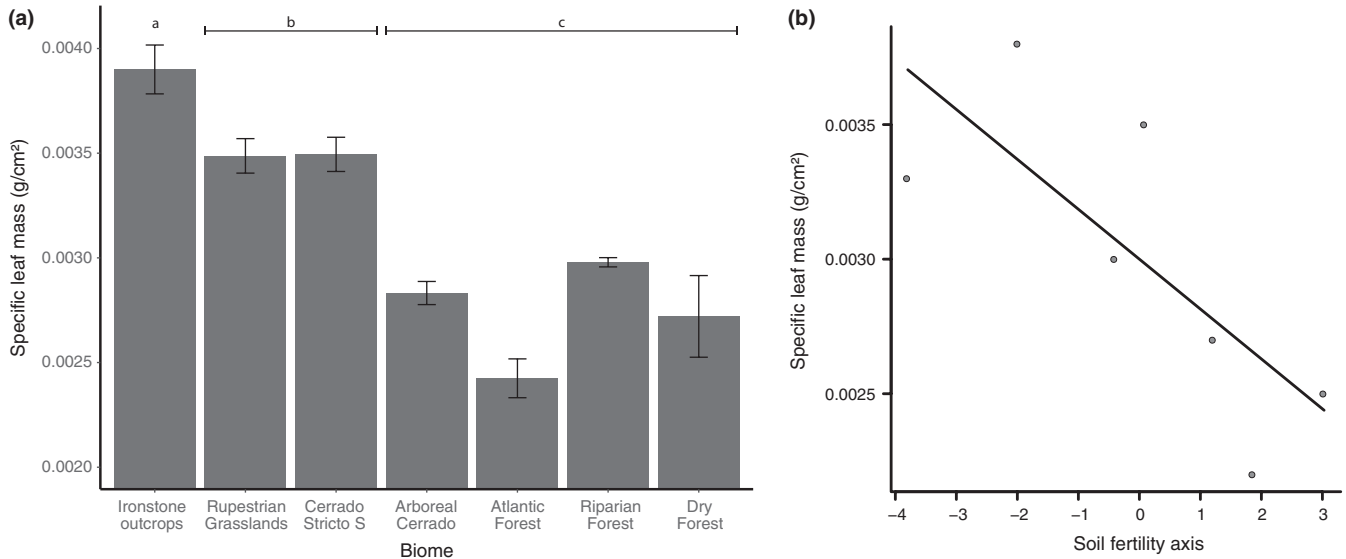 (a)
a
b
c
0.0040
0.0035
0.0030
0.0025
0.0020
Specific leaf mass (g/cm²)
Ironstone
outcrops
Rupestrian
Grasslands
Cerrado
Stricto S
Arboreal
Cerrado
Atlantic
Forest
Riparian
Forest
Dry
Forest
Biome
(b)
0.0035
0.0030
0.0025
Specific leaf mass (g/cm²)
−4 −3 −2 −1 0 1 2 3
Soil fertility axis